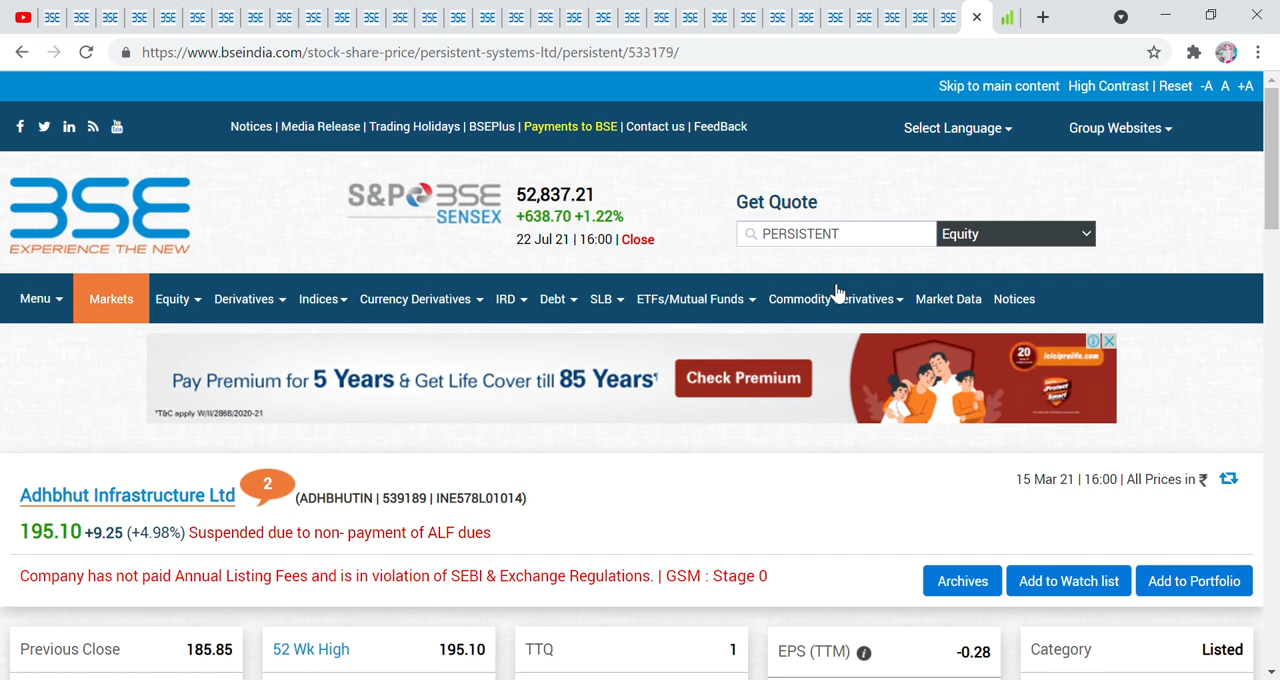 https://www.bseindia.com/stock-share-price/persistent-systems-ltd/persistent/533179/
Skip to main content High Contrast | Reset -A A +A
Notices | Media Release | Trading Holidays | BSEPlus | Payments to BSE | Contact us | FeedBack
Select Language
Group Websites
BSE
EXPERIENCE THE NEW
S&P BSE
SENSEX
52,837.21
+638.70 +1.22%
22 Jul 21 | 16:00 | Close
Get Quote
PERSISTENT
Equity
Menu Markets Equity Derivatives Indices Currency Derivatives IRD Debt SLB ETFs/Mutual Funds Commodity Market Data Notices
Pay Premium for 5 Years & Get Life Cover till 85 Years
Check Premium
20
iciciprulife.com
iProtect
Smart
Adhbhut Infrastructure Ltd
2
(ADHBHUTIN | 539189 | INE578L01014)
15 Mar 21 | 16:00 | All Prices in ₹
195.10 +9.25 (+4.98%) Suspended due to non- payment of ALF dues
Company has not paid Annual Listing Fees and is in violation of SEBI & Exchange Regulations. | GSM : Stage 0
Archives
Add to Watch list
Add to Portfolio
Previous Close 185.85
52 Wk High 195.10
TTQ 1
EPS (TTM) -0.28
Category Listed